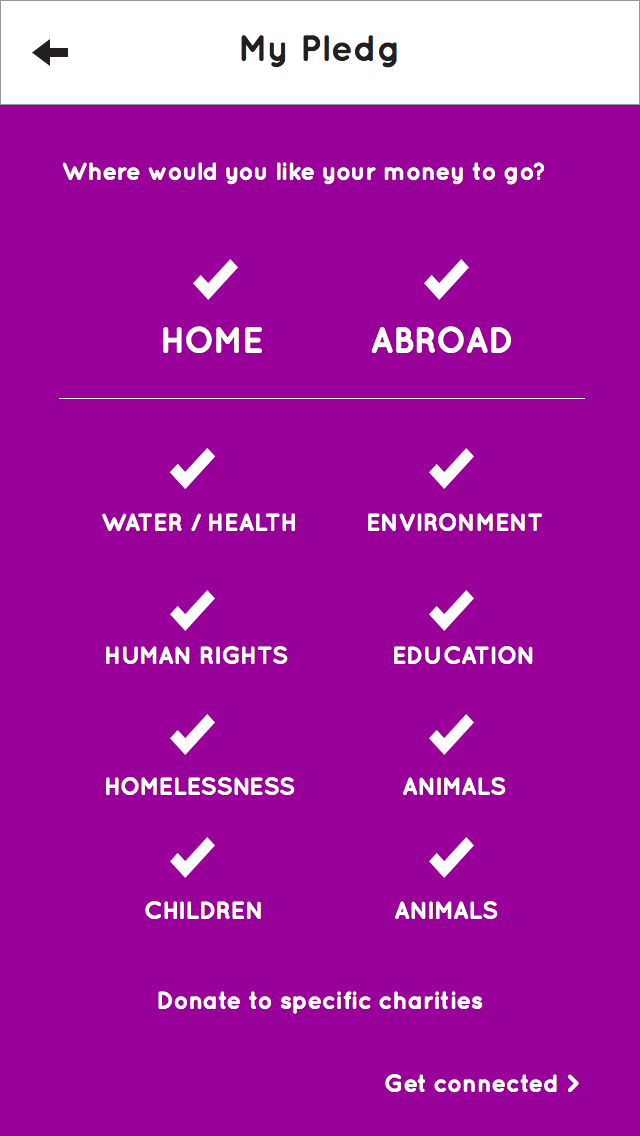 My Pledg
Where would you like your money to go?
HOME ABROAD
WATER / HEALTH ENVIRONMENT
HUMAN RIGHTS EDUCATION
HOMELESSNESS ANIMALS
CHILDREN ANIMALS
Donate to specific charities
Get connected >